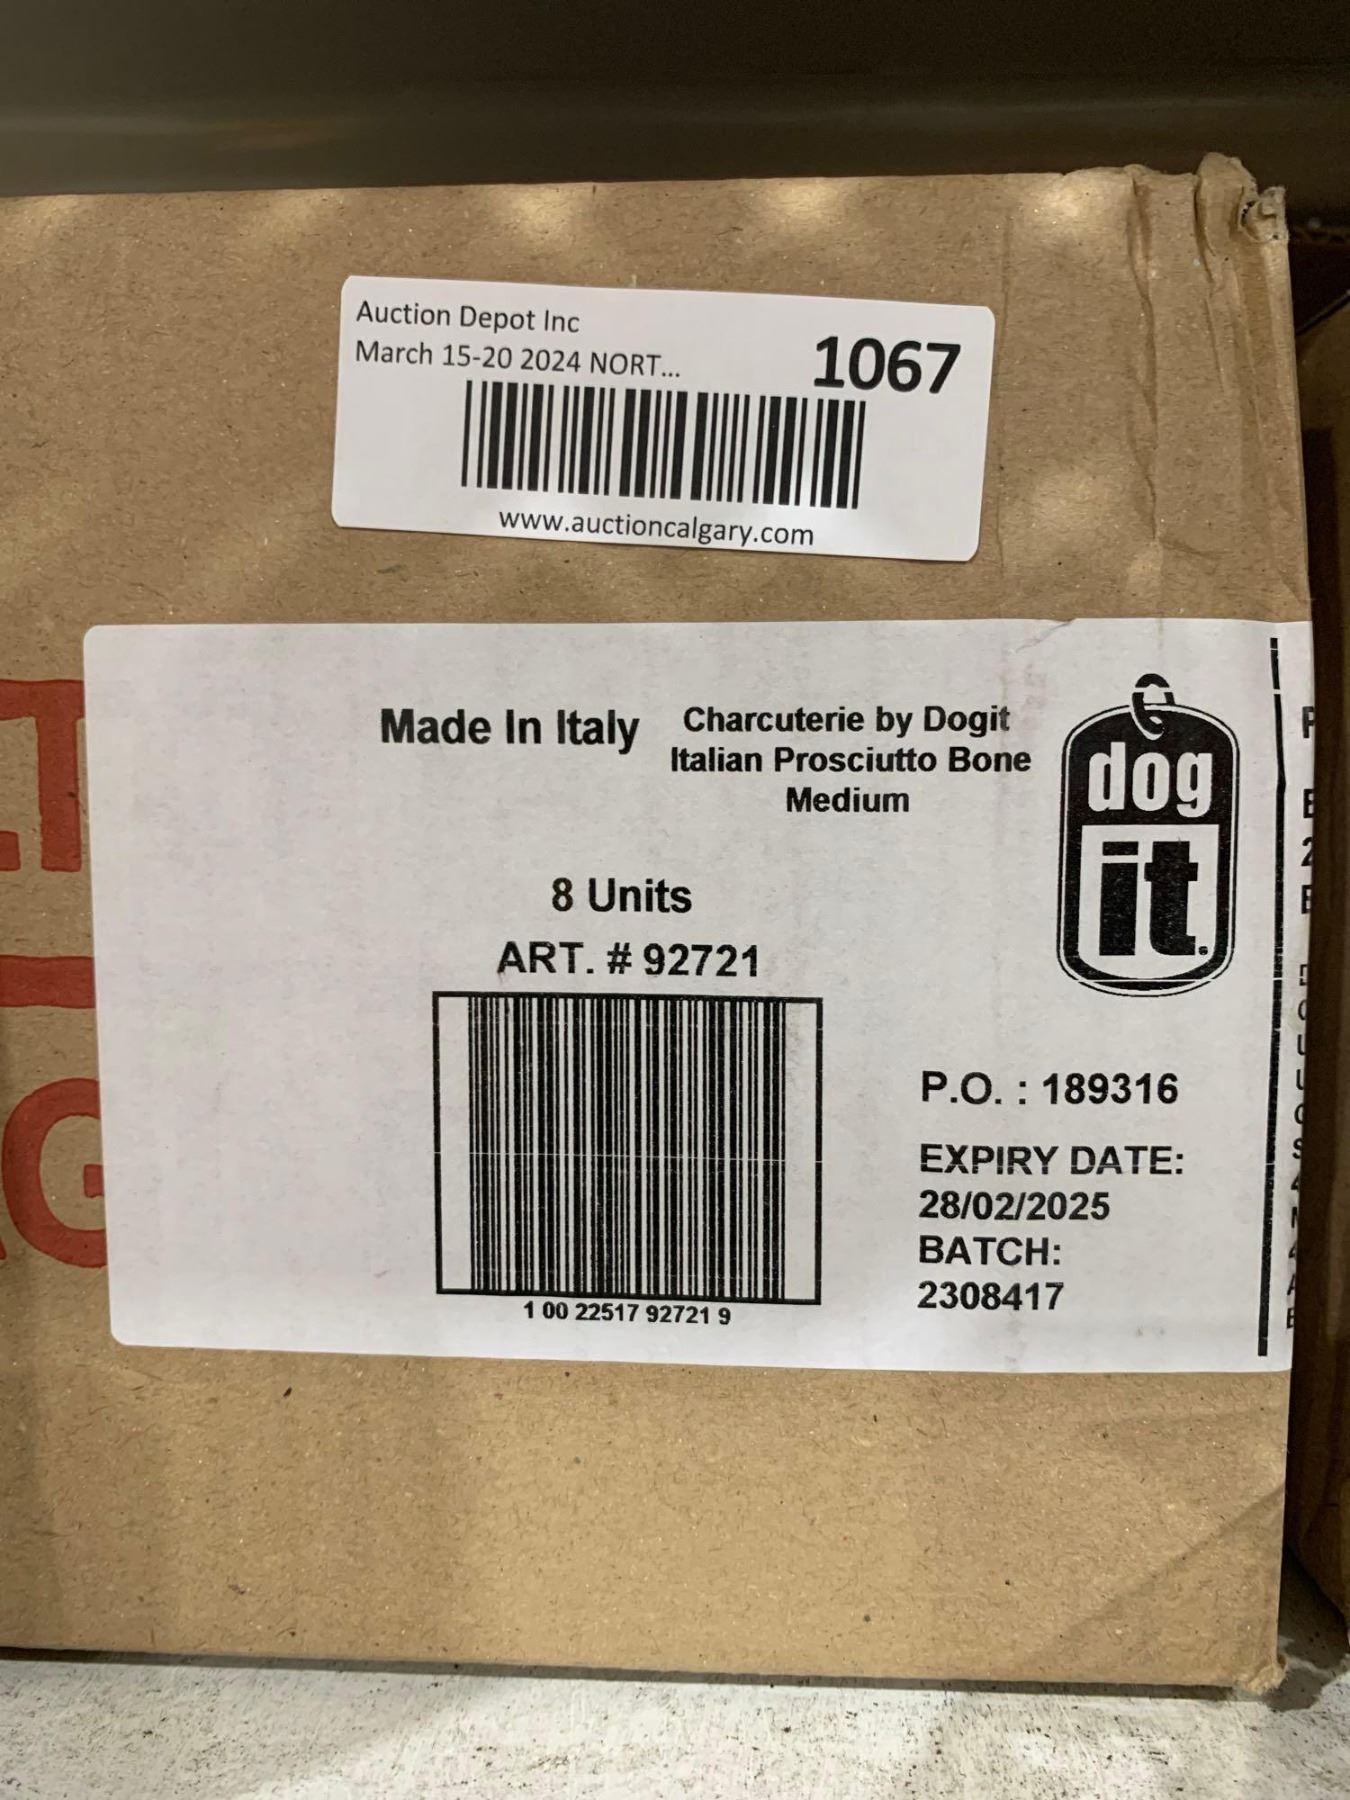 Auction Depot Inc
March 15-20 2024 NORT...
1067
www.auctioncalgary.com
Made In Italy
Charcuterie by Dogit
Italian Prosciutto Bone
Medium
dog
it.
8 Units
ART. # 92721
1 00 22517 92721 9
P.O. : 189316
EXPIRY DATE:
28/02/2025
BATCH:
2308417